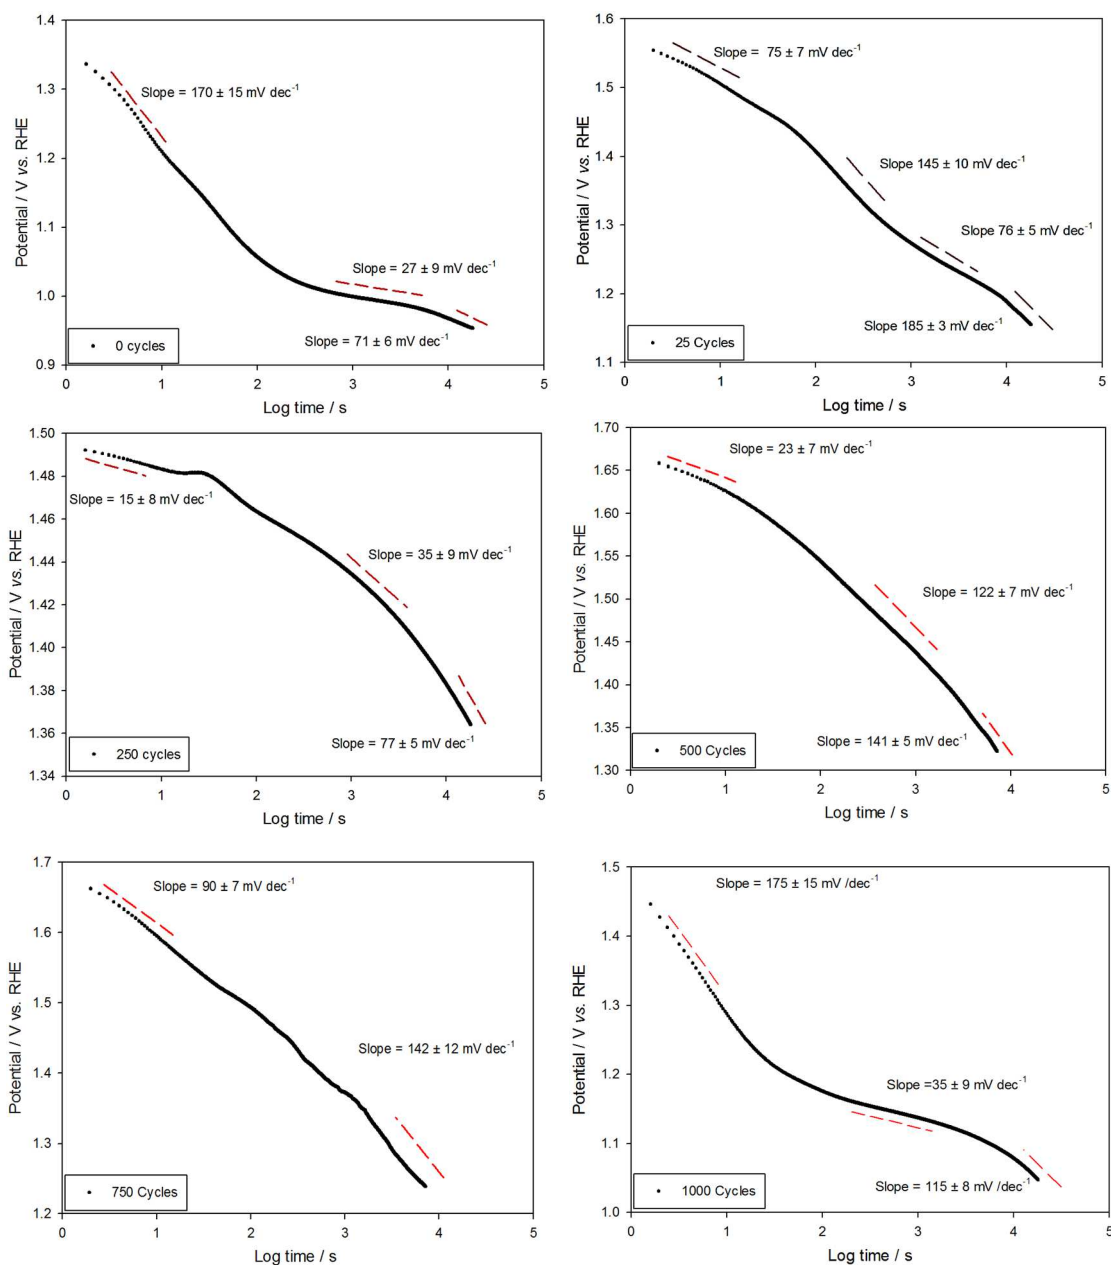 1.4
1.3
1.2
1.1
1.0
0.9
Potential / V vs. RHE
Slope = 170 ± 15 mV dec⁻¹
Slope = 27 ± 9 mV dec⁻¹
Slope = 71 ± 6 mV dec⁻¹
0 cycles
0 1 2 3 4 5
Log time / s
1.6
1.5
1.4
1.3
1.2
1.1
Potential / V vs. RHE
Slope = 75 ± 7 mV dec⁻¹
Slope 145 ± 10 mV dec⁻¹
Slope 76 ± 5 mV dec⁻¹
Slope 185 ± 3 mV dec⁻¹
25 Cycles
0 1 2 3 4 5
Log time / s
1.50
1.48
1.46
1.44
1.42
1.40
1.38
1.36
1.34
Potential / V vs. RHE
Slope = 15 ± 8 mV dec⁻¹
Slope = 35 ± 9 mV dec⁻¹
Slope = 77 ± 5 mV dec⁻¹
250 cycles
0 1 2 3 4 5
Log time / s
1.70
1.65
1.60
1.55
1.50
1.45
1.40
1.35
1.30
Potential / V vs. RHE
Slope = 23 ± 7 mV dec⁻¹
Slope = 122 ± 7 mV dec⁻¹
Slope = 141 ± 5 mV dec⁻¹
500 Cycles
0 1 2 3 4 5
Log time / s
1.7
1.6
1.5
1.4
1.3
1.2
Potential / V vs. RHE
Slope = 90 ± 7 mV dec⁻¹
Slope = 142 ± 12 mV dec⁻¹
750 Cycles
0 1 2 3 4 5
Log time / s
1.5
1.4
1.3
1.2
1.1
1.0
Potential / V vs. RHE
Slope = 175 ± 15 mV /dec⁻¹
Slope =35 ± 9 mV dec⁻¹
Slope = 115 ± 8 mV /dec⁻¹
1000 Cycles
0 1 2 3 4 5
Log time / s